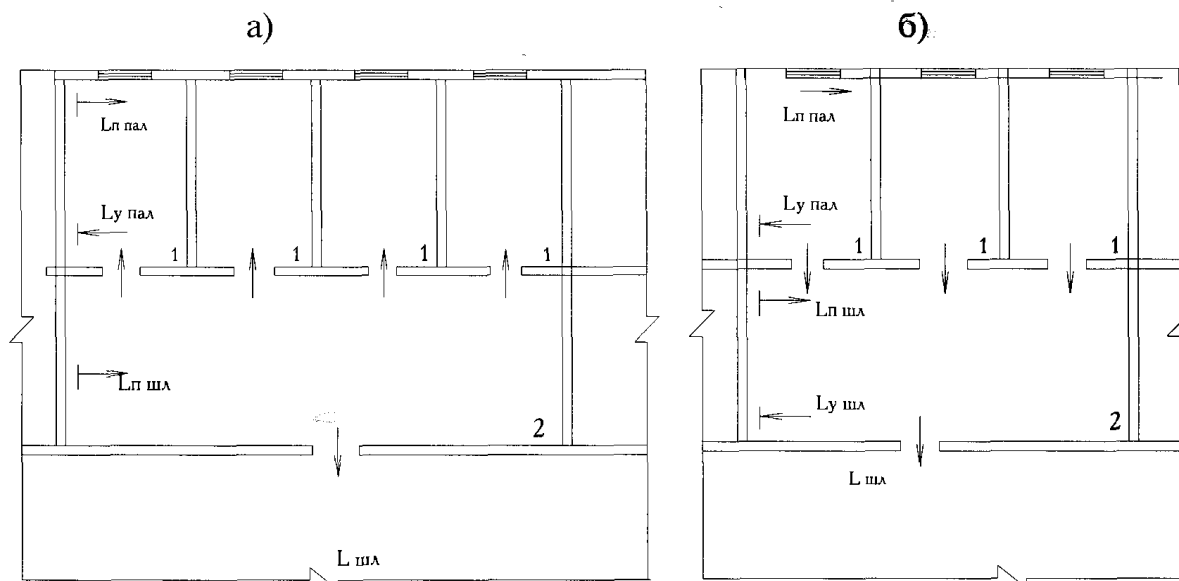 а)
б)
Lп пал
Lу пал
1
1
1
1
Lп шл
2
L шл
Lп пал
Lу пал
1
1
1
Lп шл
Lу шл
2
L шл